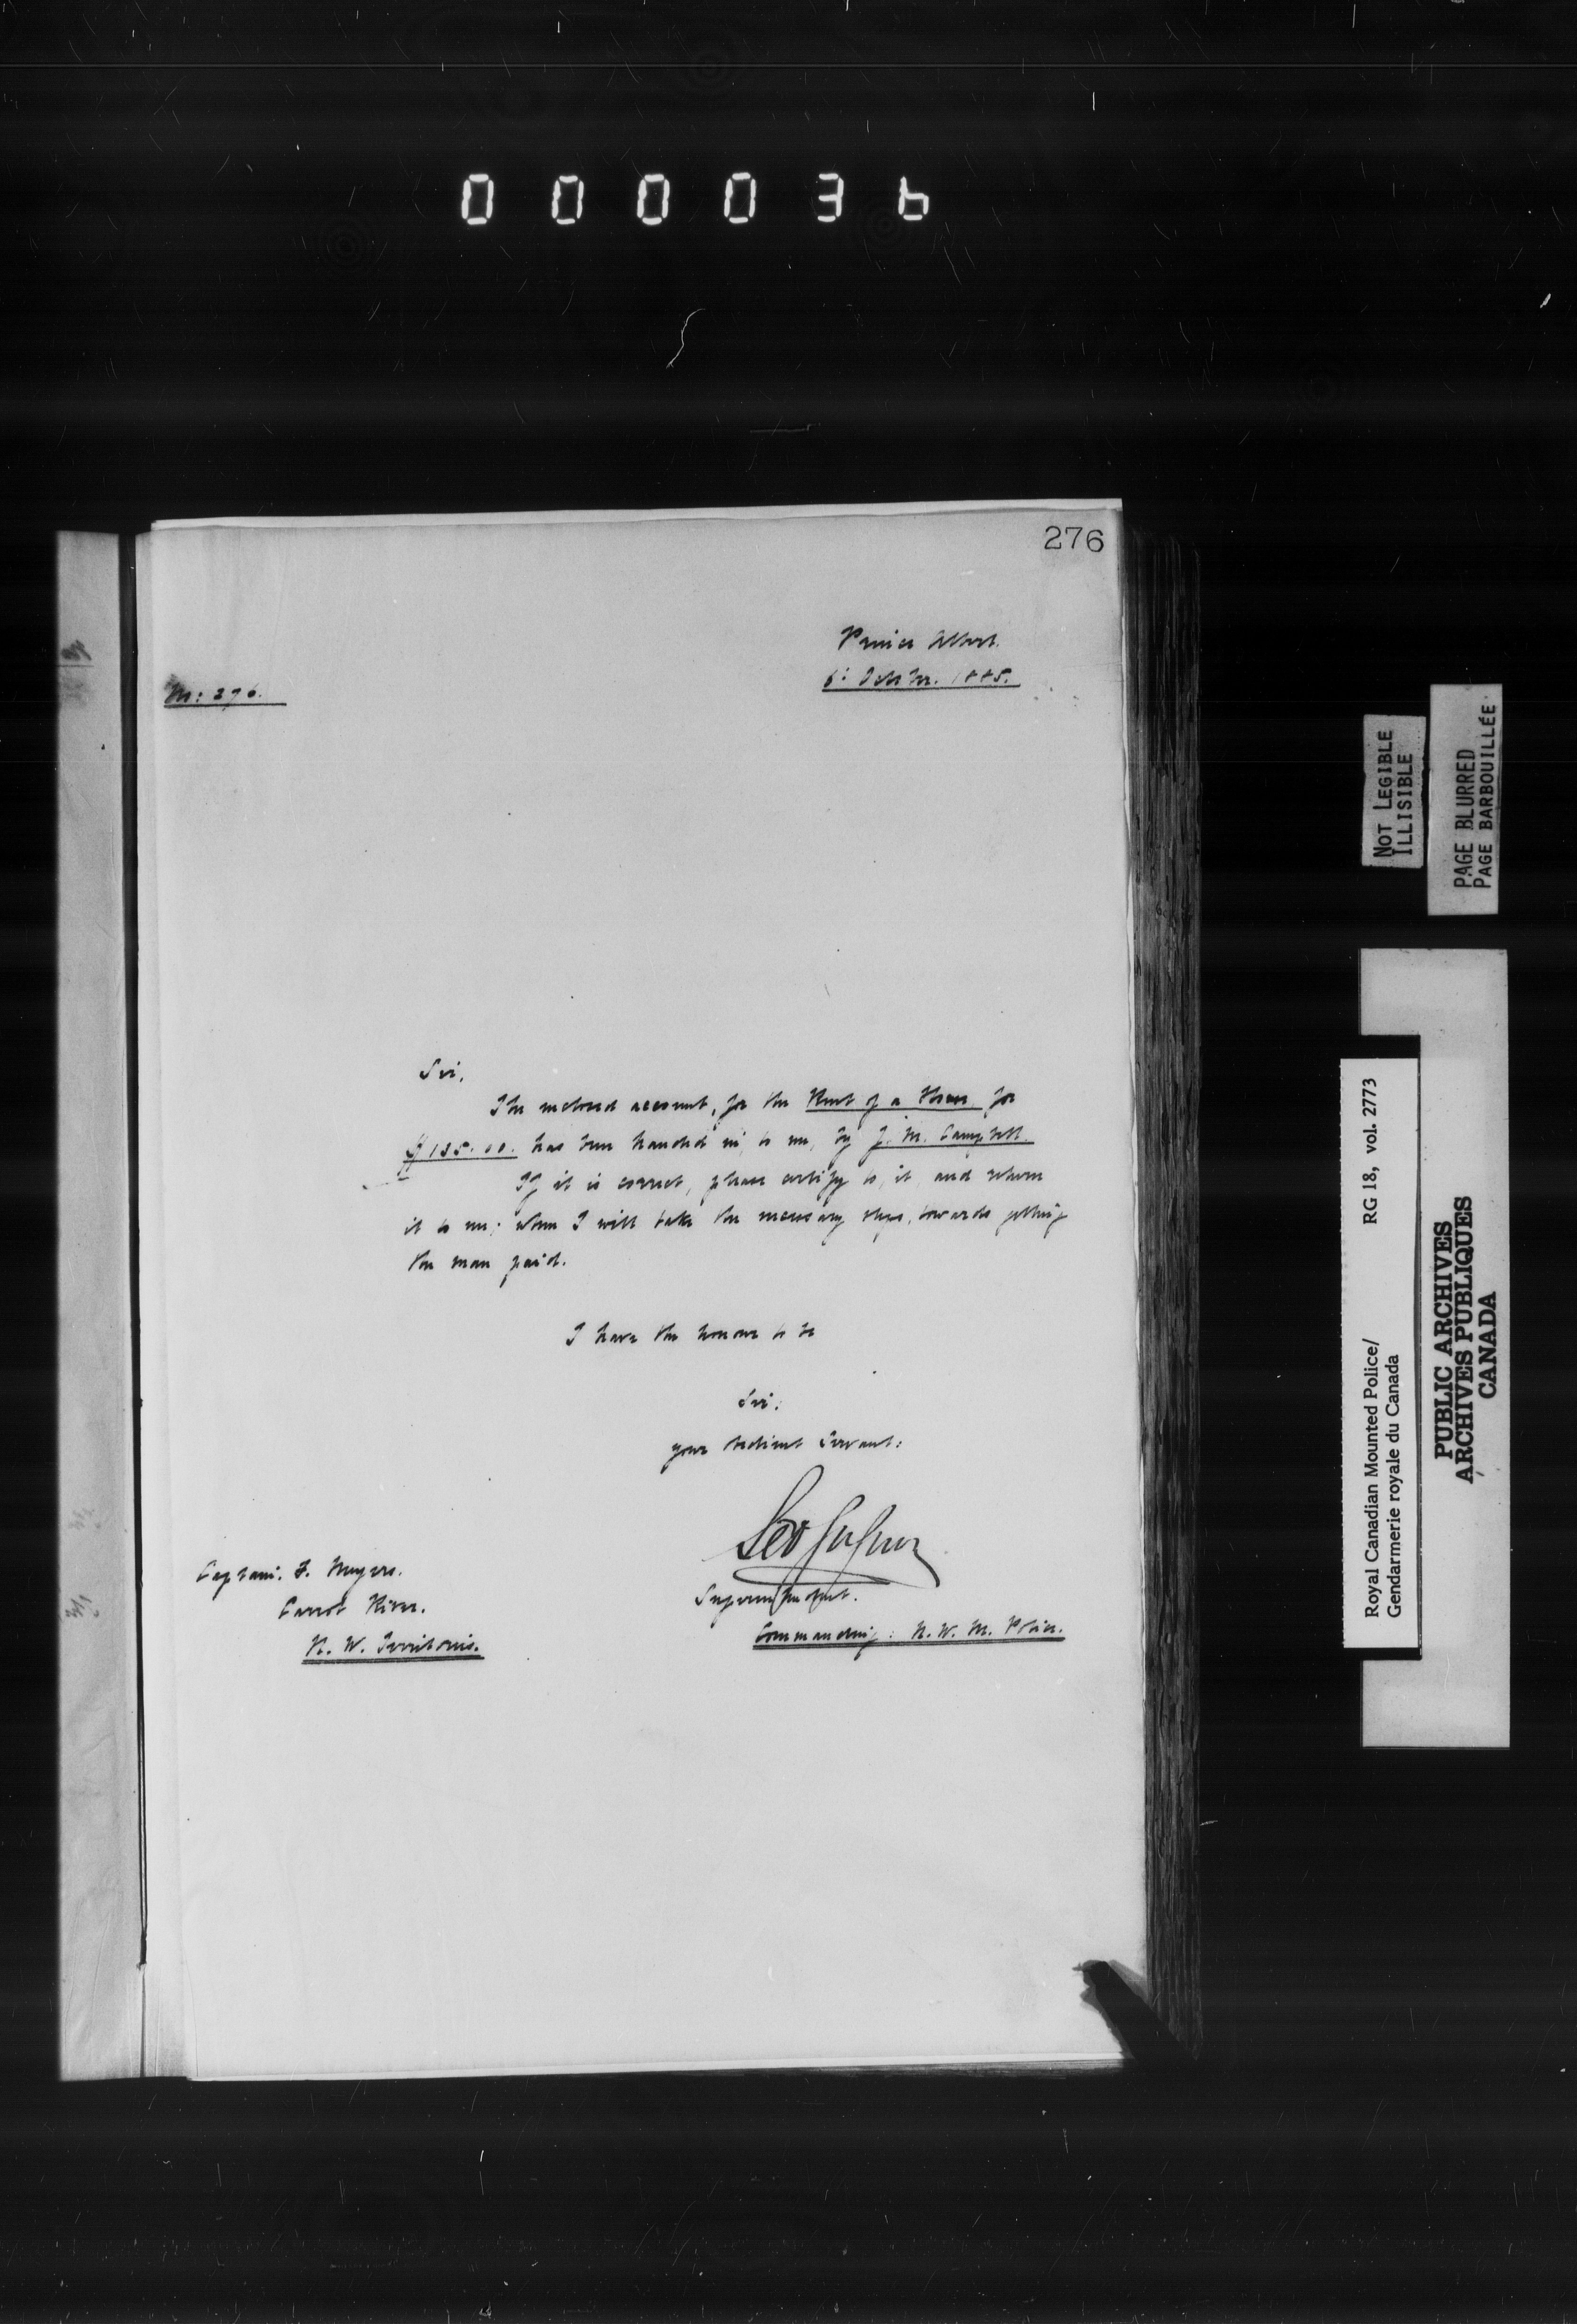 000036
276
Prince Albert.
6: October. 1885.
No: 276.
Sir,
The enclosed account, for the Rent of a House for
$135.00. has been handed in, to me, by J. M. Campbell.
If it is correct, please certify to, it, and return
it to me; when I will take the necessary steps, towards getting
the man paid.
I have the honour to be
Sir:
your obedient Servant:
Superintendent.
Commanding: N. W. M. Police.
Captain. F. Meyers.
Carrot River.
N. W. Territories.
NOT LEGIBLE
ILLISIBLE
PAGE BLURRED
PAGE BARBOUILLÉE
Royal Canadian Mounted Police/ RG 18, vol. 2773
Gendarmerie royale du Canada
PUBLIC ARCHIVES
ARCHIVES PUBLIQUES
CANADA